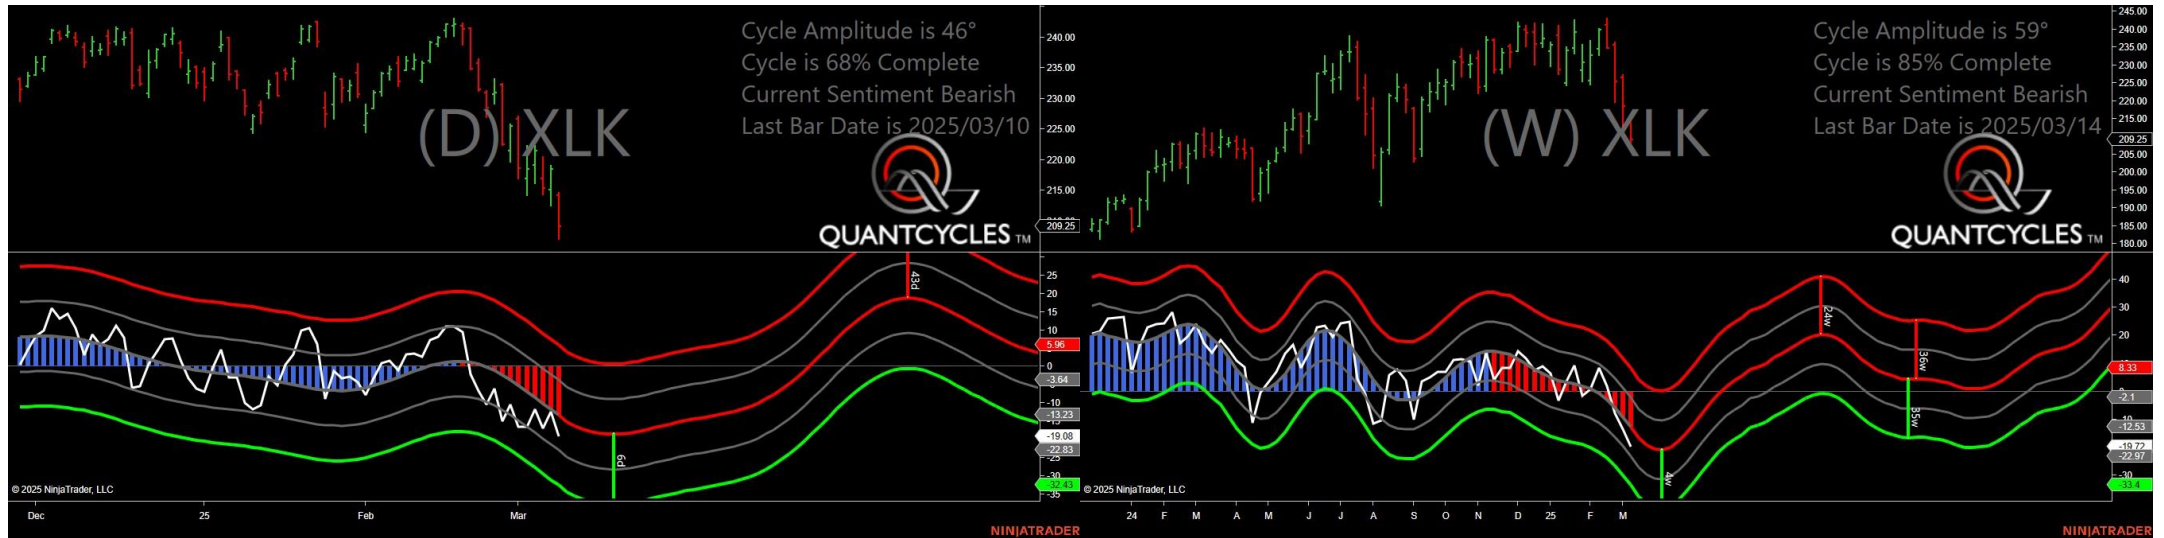 Cycle Amplitude is 46°
Cycle is 68% Complete
Current Sentiment Bearish
Last Bar Date is 2025/03/10
(D) XLK
QUANTCYCLES TM
240.00
235.00
230.00
225.00
220.00
215.00
209.25
43d
6d
25
20
15
10
5.96
0
-3.64
-10
-13.23
-19.08
-22.83
-25
-30
-32.43
-35
© 2025 NinjaTrader, LLC
Dec 25 Feb Mar
NINJATRADER
Cycle Amplitude is 59°
Cycle is 85% Complete
Current Sentiment Bearish
Last Bar Date is 2025/03/14
(W) XLK
QUANTCYCLES TM
245.00
240.00
235.00
230.00
225.00
220.00
215.00
209.25
205.00
200.00
195.00
190.00
185.00
180.00
24w
36w
35w
4w
40
30
20
8.33
-2.1
-12.53
-19.72
-22.97
-30
-33.4
© 2025 NinjaTrader, LLC
24 F M A M J J A S O N D 25 F M
NINJATRADER